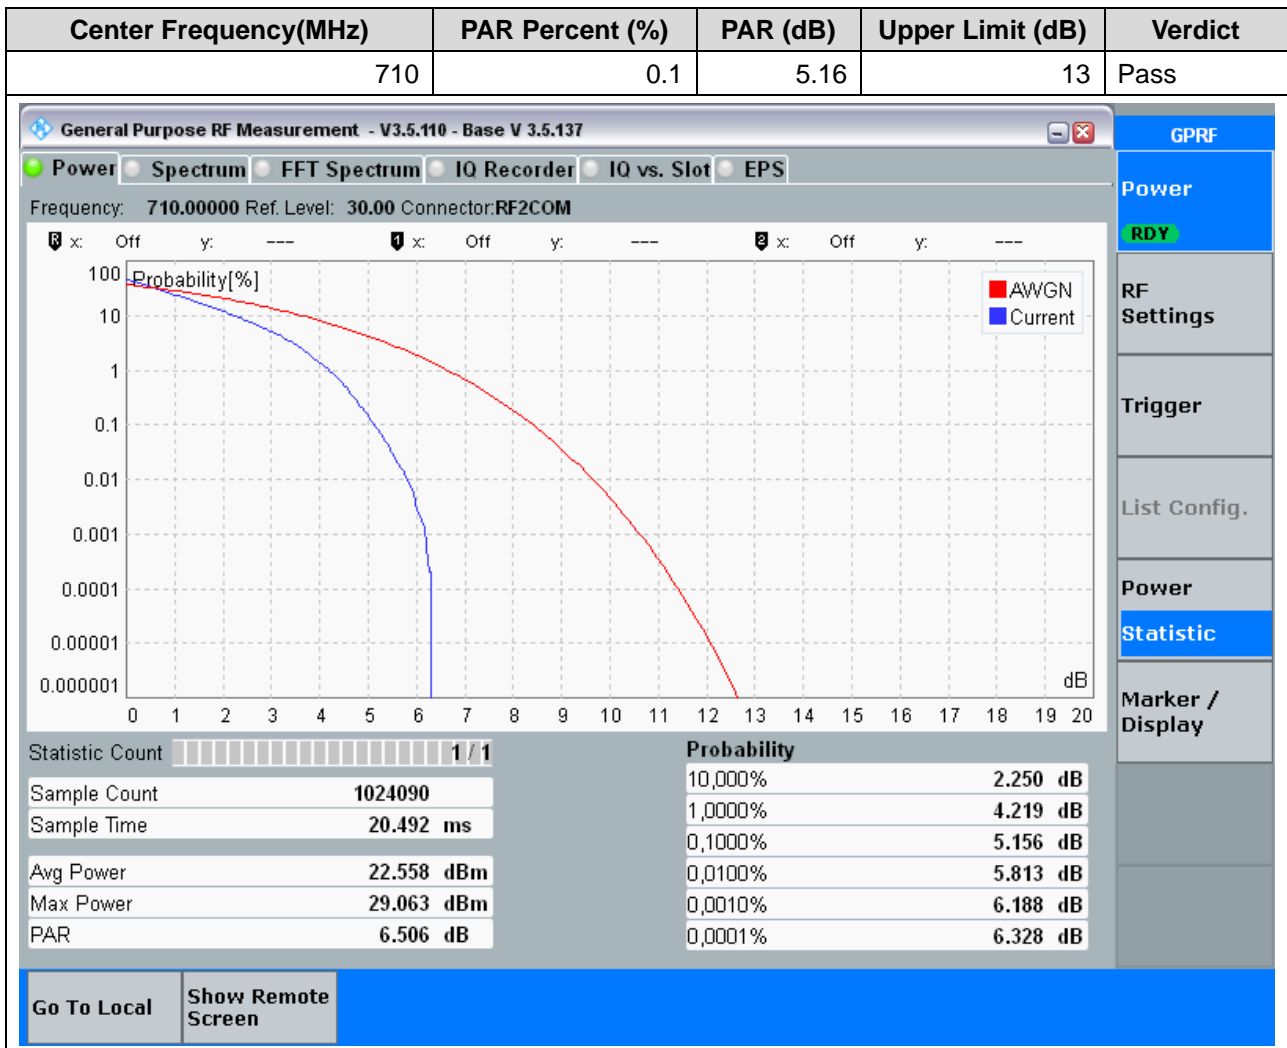 Center Frequency(MHz) PAR Percent (%) PAR (dB) Upper Limit (dB) Verdict
710 0.1 5.16 13 Pass
General Purpose RF Measurement - V3.5.110 - Base V 3.5.137
GPRF
Power Spectrum FFT Spectrum IQ Recorder IQ vs. Slot EPS
Frequency: 710.00000 Ref. Level: 30.00 Connector:RF2COM
R x: Off y: --- 1 x: Off y: --- 2 x: Off y: ---
Probability[%]
AWGN
Current
100
10
1
0.1
0.01
0.001
0.0001
0.00001
0.000001
dB
0 1 2 3 4 5 6 7 8 9 10 11 12 13 14 15 16 17 18 19 20
Statistic Count 1 / 1
Sample Count 1024090
Sample Time 20.492 ms
Avg Power 22.558 dBm
Max Power 29.063 dBm
PAR 6.506 dB
Probability
10,000% 2.250 dB
1,0000% 4.219 dB
0,1000% 5.156 dB
0,0100% 5.813 dB
0,0010% 6.188 dB
0,0001% 6.328 dB
Power
RDY
RF
Settings
Trigger
List Config.
Power
Statistic
Marker /
Display
Go To Local
Show Remote
Screen